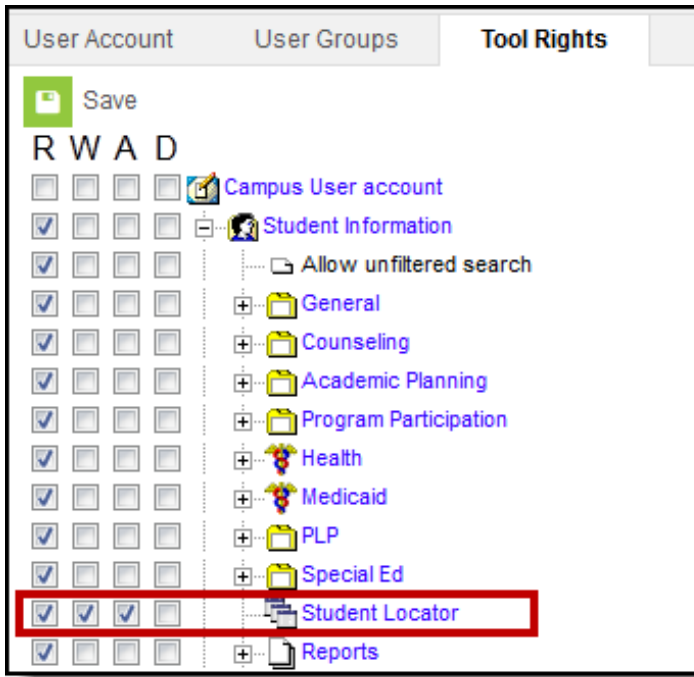 User Account User Groups Tool Rights
Save
R W A D
Campus User account
Student Information
Allow unfiltered search
General
Counseling
Academic Planning
Program Participation
Health
Medicaid
PLP
Special Ed
Student Locator
Reports